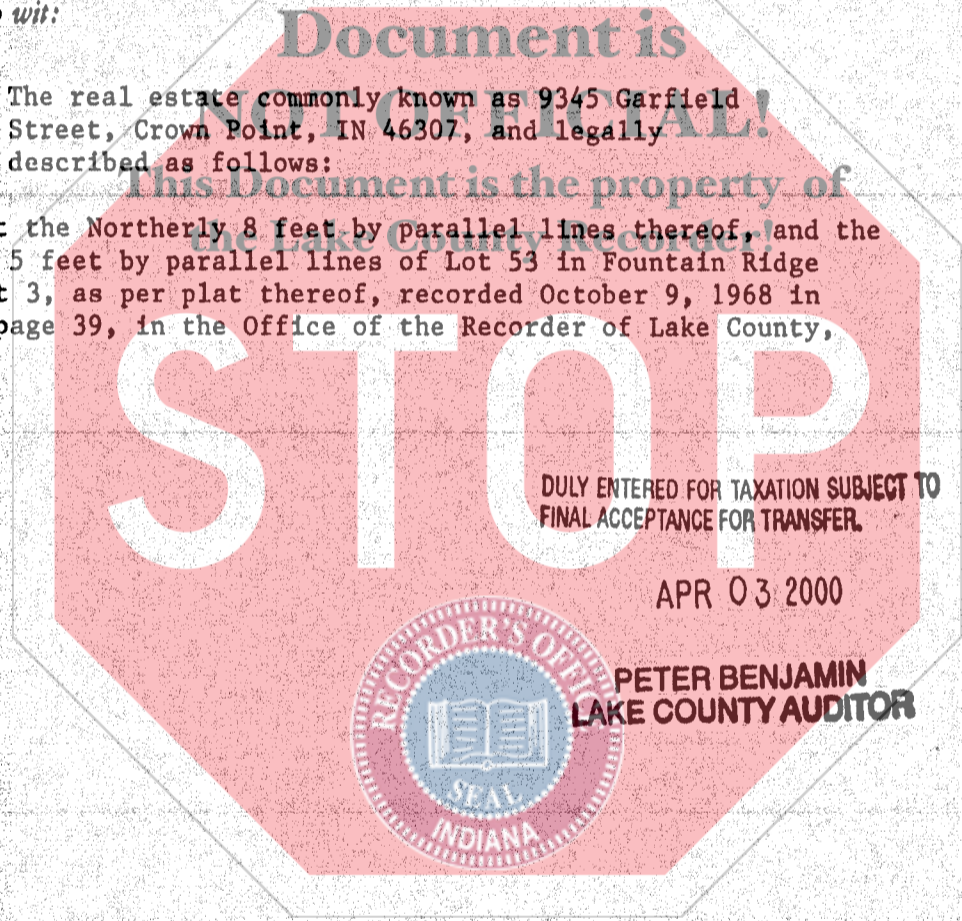 wit:
Document is
The real estate commonly known as 9345 Garfield
NOT OFFICIAL!
Street, Crown Point, IN 46307, and legally
described as follows:
This Document is the property of
the Northerly 8 feet by parallel lines thereof, and the
the Lake County Recorder!
5 feet by parallel lines of Lot 53 in Fountain Ridge
3, as per plat thereof, recorded October 9, 1968 in
page 39, in the Office of the Recorder of Lake County,
STOP
DULY ENTERED FOR TAXATION SUBJECT TO
FINAL ACCEPTANCE FOR TRANSFER.
APR 03 2000
PETER BENJAMIN
LAKE COUNTY AUDITOR
RECORDER'S OFFICE
SEAL
INDIANA